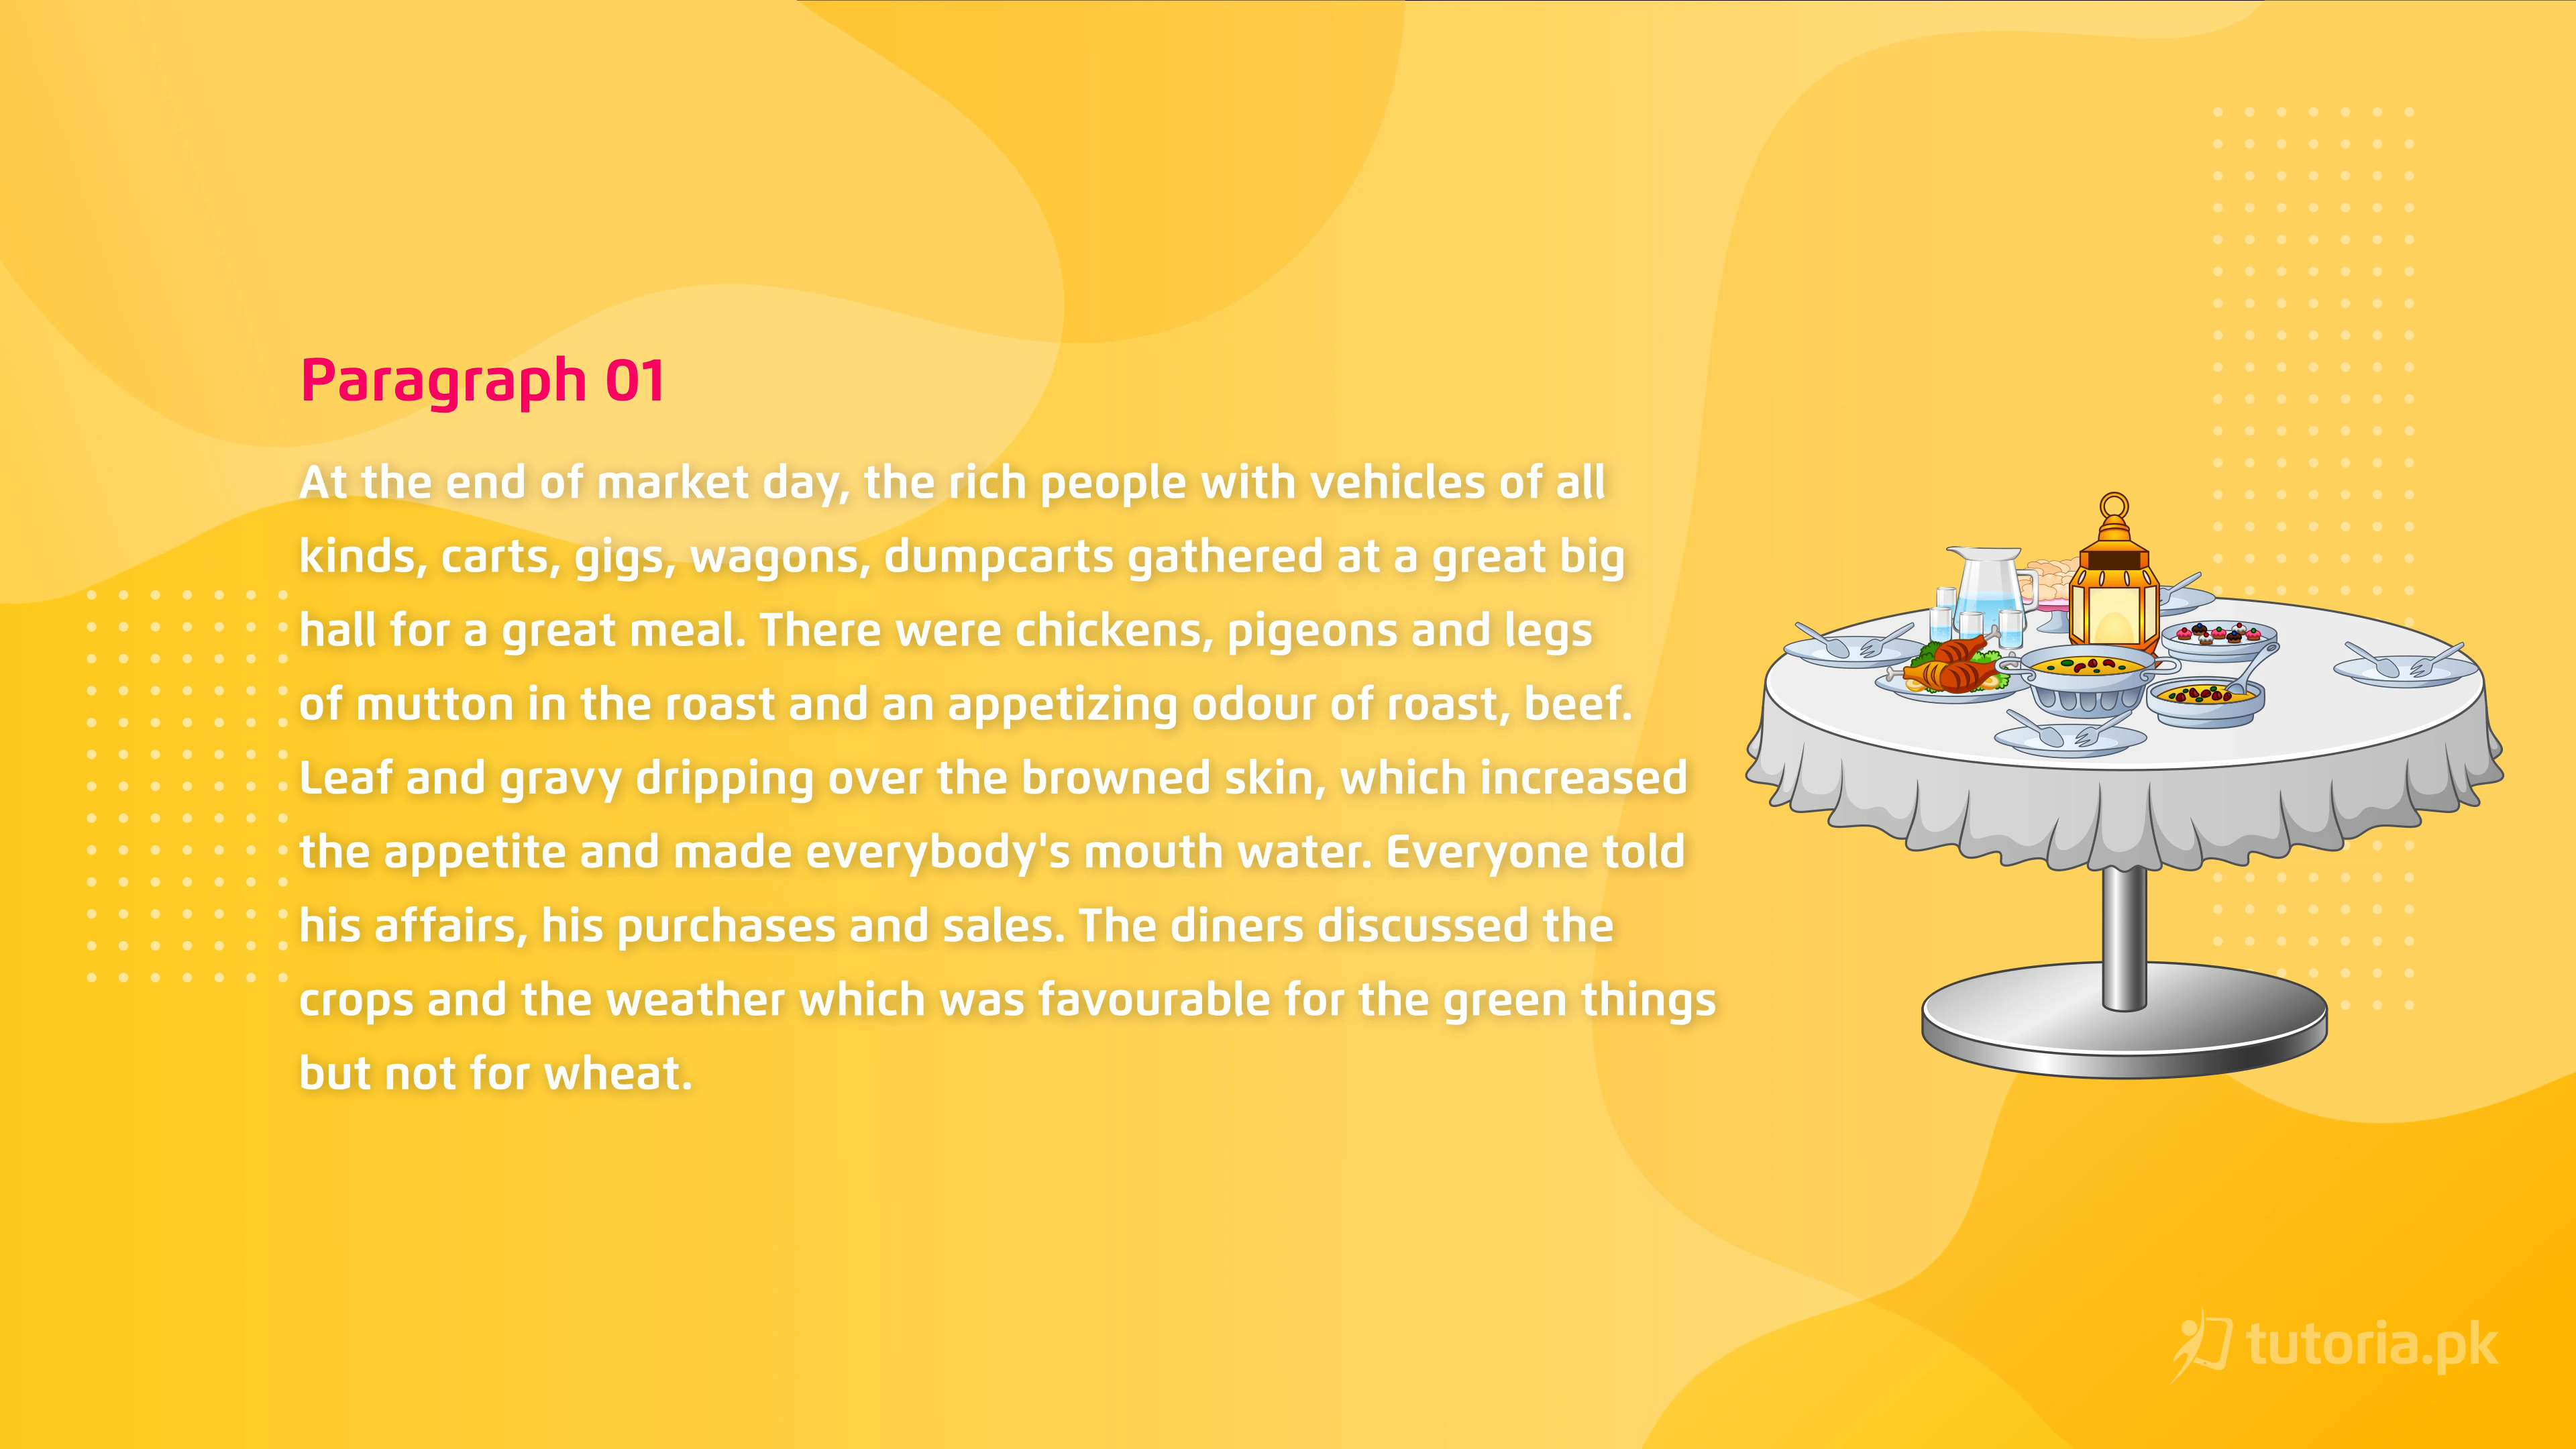 Paragraph 01
At the end of market day, the rich people with vehicles of all
kinds, carts, gigs, wagons, dumpcarts gathered at a great big
hall for a great meal. There were chickens, pigeons and legs
of mutton in the roast and an appetizing odour of roast, beef.
Leaf and gravy dripping over the browned skin, which increased
the appetite and made everybody's mouth water. Everyone told
his affairs, his purchases and sales. The diners discussed the
crops and the weather which was favourable for the green things
but not for wheat.
tutoria.pk